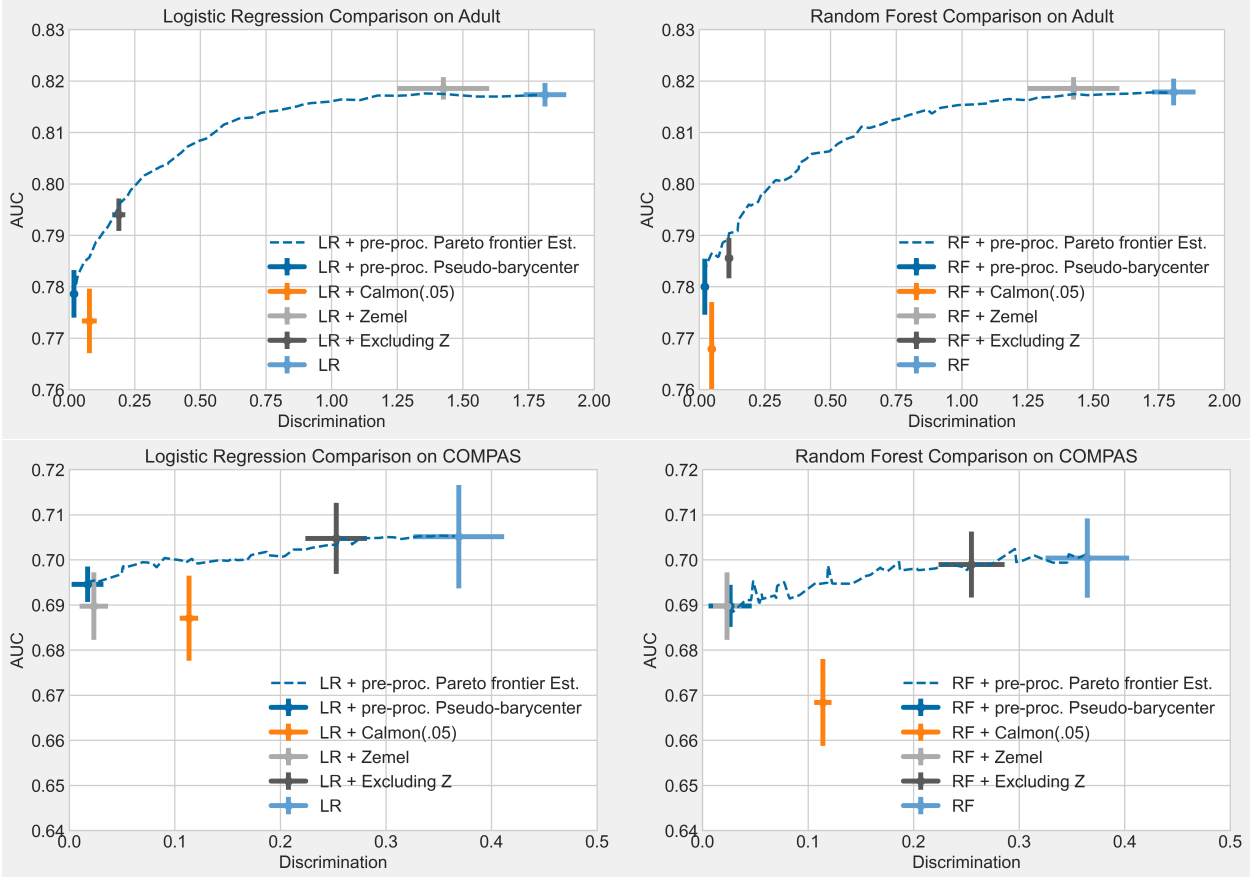 Logistic Regression Comparison on Adult
0.83
0.82
0.81
0.80
0.79
0.78
0.77
0.76
AUC
LR + pre-proc. Pareto frontier Est.
LR + pre-proc. Pseudo-barycenter
LR + Calmon(.05)
LR + Zemel
LR + Excluding Z
LR
0.00 0.25 0.50 0.75 1.00 1.25 1.50 1.75 2.00
Discrimination
Random Forest Comparison on Adult
0.83
0.82
0.81
0.80
0.79
0.78
0.77
0.76
AUC
RF + pre-proc. Pareto frontier Est.
RF + pre-proc. Pseudo-barycenter
RF + Calmon(.05)
RF + Zemel
RF + Excluding Z
RF
0.00 0.25 0.50 0.75 1.00 1.25 1.50 1.75 2.00
Discrimination
Logistic Regression Comparison on COMPAS
0.72
0.71
0.70
0.69
0.68
0.67
0.66
0.65
0.64
AUC
LR + pre-proc. Pareto frontier Est.
LR + pre-proc. Pseudo-barycenter
LR + Calmon(.05)
LR + Zemel
LR + Excluding Z
LR
0.0 0.1 0.2 0.3 0.4 0.5
Discrimination
Random Forest Comparison on COMPAS
0.72
0.71
0.70
0.69
0.68
0.67
0.66
0.65
0.64
AUC
RF + pre-proc. Pareto frontier Est.
RF + pre-proc. Pseudo-barycenter
RF + Calmon(.05)
RF + Zemel
RF + Excluding Z
RF
0.0 0.1 0.2 0.3 0.4 0.5
Discrimination